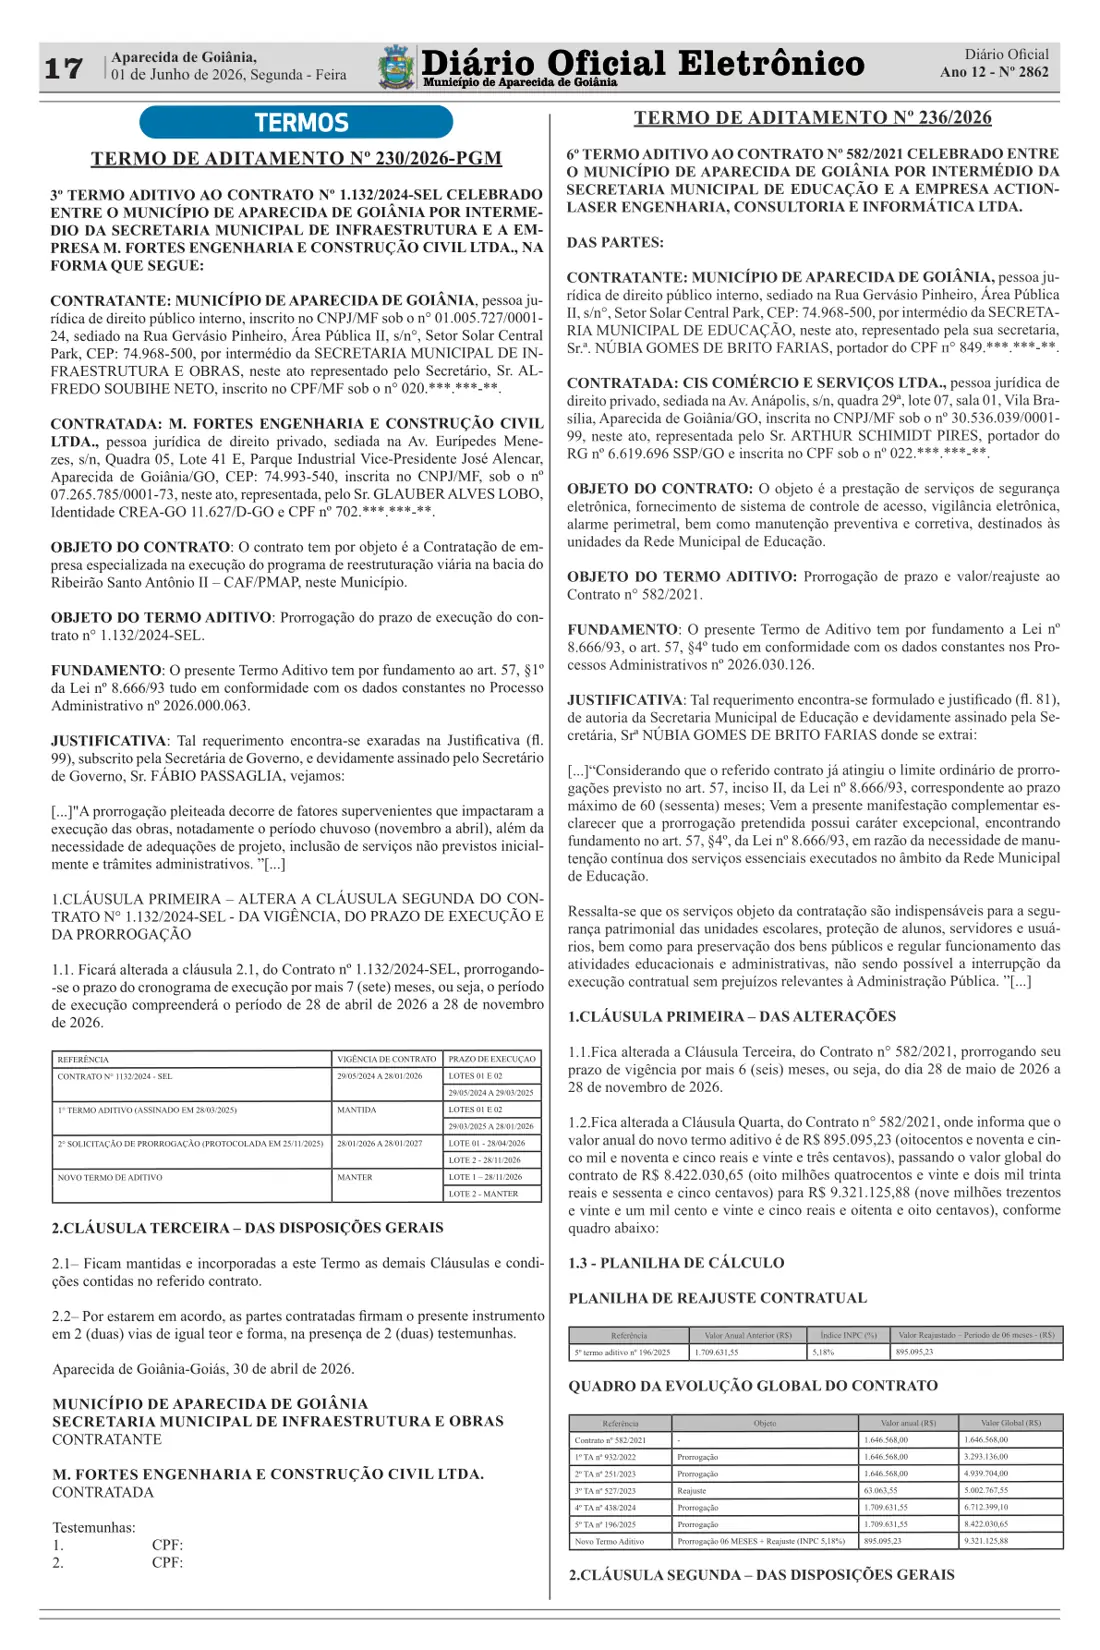 17
Aparecida de Goiânia,
01 de Junho de 2026, Segunda - Feira
Diário Oficial Eletrônico
Município de Aparecida de Goiânia
Diário Oficial
Ano 12 - Nº 2862
TERMOS
TERMO DE ADITAMENTO Nº 230/2026-PGM
3º TERMO ADITIVO AO CONTRATO Nº 1.132/2024-SEL CELEBRADO
ENTRE O MUNICÍPIO DE APARECIDA DE GOIÂNIA POR INTERME-
DIO DA SECRETARIA MUNICIPAL DE INFRAESTRUTURA E A EM-
PRESA M. FORTES ENGENHARIA E CONSTRUÇÃO CIVIL LTDA., NA
FORMA QUE SEGUE:
CONTRATANTE: MUNICÍPIO DE APARECIDA DE GOIÂNIA, pessoa ju-
rídica de direito público interno, inscrito no CNPJ/MF sob o n° 01.005.727/0001-
24, sediado na Rua Gervásio Pinheiro, Área Pública II, s/n°, Setor Solar Central
Park, CEP: 74.968-500, por intermédio da SECRETARIA MUNICIPAL DE IN-
FRAESTRUTURA E OBRAS, neste ato representado pelo Secretário, Sr. AL-
FREDO SOUBIHE NETO, inscrito no CPF/MF sob o n° 020.***.***-**.
CONTRATADA: M. FORTES ENGENHARIA E CONSTRUÇÃO CIVIL
LTDA., pessoa jurídica de direito privado, sediada na Av. Eurípedes Mene-
zes, s/n, Quadra 05, Lote 41 E, Parque Industrial Vice-Presidente José Alencar,
Aparecida de Goiânia/GO, CEP: 74.993-540, inscrito no CNPJ/MF, sob o nº
07.265.785/0001-73, neste ato, representada, pelo Sr. GLAUBER ALVES LOBO,
Identidade CREA-GO 11.627/D-GO e CPF nº 702.***.***-**.
OBJETO DO CONTRATO: O contrato tem por objeto é a Contratação de em-
presa especializada na execução do programa de reestruturação viária na bacia do
Ribeirão Santo Antônio II – CAF/PMAP, neste Município.
OBJETO DO TERMO ADITIVO: Prorrogação do prazo de execução do con-
trato n° 1.132/2024-SEL.
FUNDAMENTO: O presente Termo Aditivo tem por fundamento ao art. 57, §1º
da Lei nº 8.666/93 tudo em conformidade com os dados constantes no Processo
Administrativo nº 2026.000.063.
JUSTIFICATIVA: Tal requerimento encontra-se exaradas na Justificativa (fl.
99), subscrito pela Secretária de Governo, e devidamente assinado pelo Secretário
de Governo, Sr. FÁBIO PASSAGLIA, vejamos:
[...]"A prorrogação pleiteada decorre de fatores supervenientes que impactaram a
execução das obras, notadamente o período chuvoso (novembro a abril), além da
necessidade de adequações de projeto, inclusão de serviços não previstos inicial-
mente e trâmites administrativos. ”[...]
1.CLÁUSULA PRIMEIRA – ALTERA A CLÁUSULA SEGUNDA DO CON-
TRATO N° 1.132/2024-SEL - DA VIGÊNCIA, DO PRAZO DE EXECUÇÃO E
DA PRORROGAÇÃO
1.1. Ficará alterada a cláusula 2.1, do Contrato nº 1.132/2024-SEL, prorrogando-
-se o prazo do cronograma de execução por mais 7 (sete) meses, ou seja, o período
de execução compreenderá o período de 28 de abril de 2026 a 28 de novembro
de 2026.
REFERÊNCIA VIGÊNCIA DE CONTRATO PRAZO DE EXECUÇAO
CONTRATO N° 1132/2024 - SEL 29/05/2024 A 28/01/2026 LOTES 01 E 02
29/05/2024 A 29/03/2025
1° TERMO ADITIVO (ASSINADO EM 28/03/2025) MANTIDA LOTES 01 E 02
29/03/2025 A 28/01/2026
2° SOLICITAÇÃO DE PRORROGAÇÃO (PROTOCOLADA EM 25/11/2025) 28/01/2026 A 28/01/2027 LOTE 01 - 28/04/2026
LOTE 2 - 28/11/2026
NOVO TERMO DE ADITIVO MANTER LOTE 1 – 28/11/2026
LOTE 2 - MANTER
2.CLÁUSULA TERCEIRA – DAS DISPOSIÇÕES GERAIS
2.1– Ficam mantidas e incorporadas a este Termo as demais Cláusulas e condi-
ções contidas no referido contrato.
2.2– Por estarem em acordo, as partes contratadas firmam o presente instrumento
em 2 (duas) vias de igual teor e forma, na presença de 2 (duas) testemunhas.
Aparecida de Goiânia-Goiás, 30 de abril de 2026.
MUNICÍPIO DE APARECIDA DE GOIÂNIA
SECRETARIA MUNICIPAL DE INFRAESTRUTURA E OBRAS
CONTRATANTE
M. FORTES ENGENHARIA E CONSTRUÇÃO CIVIL LTDA.
CONTRATADA
Testemunhas:
1. CPF:
2. CPF:
TERMO DE ADITAMENTO Nº 236/2026
6º TERMO ADITIVO AO CONTRATO Nº 582/2021 CELEBRADO ENTRE
O MUNICÍPIO DE APARECIDA DE GOIÂNIA POR INTERMÉDIO DA
SECRETARIA MUNICIPAL DE EDUCAÇÃO E A EMPRESA ACTION-
LASER ENGENHARIA, CONSULTORIA E INFORMÁTICA LTDA.
DAS PARTES:
CONTRATANTE: MUNICÍPIO DE APARECIDA DE GOIÂNIA, pessoa ju-
rídica de direito público interno, sediado na Rua Gervásio Pinheiro, Área Pública
II, s/n°, Setor Solar Central Park, CEP: 74.968-500, por intermédio da SECRETA-
RIA MUNICIPAL DE EDUCAÇÃO, neste ato, representado pela sua secretaria,
Sr.ª. NÚBIA GOMES DE BRITO FARIAS, portador do CPF n° 849.***.***-**.
CONTRATADA: CIS COMÉRCIO E SERVIÇOS LTDA., pessoa jurídica de
direito privado, sediada na Av. Anápolis, s/n, quadra 29ª, lote 07, sala 01, Vila Bra-
sília, Aparecida de Goiânia/GO, inscrita no CNPJ/MF sob o nº 30.536.039/0001-
99, neste ato, representada pelo Sr. ARTHUR SCHIMIDT PIRES, portador do
RG nº 6.619.696 SSP/GO e inscrita no CPF sob o nº 022.***.***-**.
OBJETO DO CONTRATO: O objeto é a prestação de serviços de segurança
eletrônica, fornecimento de sistema de controle de acesso, vigilância eletrônica,
alarme perimetral, bem como manutenção preventiva e corretiva, destinados às
unidades da Rede Municipal de Educação.
OBJETO DO TERMO ADITIVO: Prorrogação de prazo e valor/reajuste ao
Contrato n° 582/2021.
FUNDAMENTO: O presente Termo de Aditivo tem por fundamento a Lei nº
8.666/93, o art. 57, §4º tudo em conformidade com os dados constantes nos Pro-
cessos Administrativos nº 2026.030.126.
JUSTIFICATIVA: Tal requerimento encontra-se formulado e justificado (fl. 81),
de autoria da Secretaria Municipal de Educação e devidamente assinado pela Se-
cretária, Srª NÚBIA GOMES DE BRITO FARIAS donde se extrai:
[...]“Considerando que o referido contrato já atingiu o limite ordinário de prorro-
gações previsto no art. 57, inciso II, da Lei nº 8.666/93, correspondente ao prazo
máximo de 60 (sessenta) meses; Vem a presente manifestação complementar es-
clarecer que a prorrogação pretendida possui caráter excepcional, encontrando
fundamento no art. 57, §4º, da Lei nº 8.666/93, em razão da necessidade de manu-
tenção contínua dos serviços essenciais executados no âmbito da Rede Municipal
de Educação.
Ressalta-se que os serviços objeto da contratação são indispensáveis para a segu-
rança patrimonial das unidades escolares, proteção de alunos, servidores e usuá-
rios, bem como para preservação dos bens públicos e regular funcionamento das
atividades educacionais e administrativas, não sendo possível a interrupção da
execução contratual sem prejuízos relevantes à Administração Pública. ”[...]
1.CLÁUSULA PRIMEIRA – DAS ALTERAÇÕES
1.1.Fica alterada a Cláusula Terceira, do Contrato n° 582/2021, prorrogando seu
prazo de vigência por mais 6 (seis) meses, ou seja, do dia 28 de maio de 2026 a
28 de novembro de 2026.
1.2.Fica alterada a Cláusula Quarta, do Contrato n° 582/2021, onde informa que o
valor anual do novo termo aditivo é de R$ 895.095,23 (oitocentos e noventa e cin-
co mil e noventa e cinco reais e vinte e três centavos), passando o valor global do
contrato de R$ 8.422.030,65 (oito milhões quatrocentos e vinte e dois mil trinta
reais e sessenta e cinco centavos) para R$ 9.321.125,88 (nove milhões trezentos
e vinte e um mil cento e vinte e cinco reais e oitenta e oito centavos), conforme
quadro abaixo:
1.3 - PLANILHA DE CÁLCULO
PLANILHA DE REAJUSTE CONTRATUAL
Referência Valor Anual Anterior (R$) Índice INPC (%) Valor Reajustado – Período de 06 meses - (R$)
5º termo aditivo nº 196/2025 1.709.631,55 5,18% 895.095,23
QUADRO DA EVOLUÇÃO GLOBAL DO CONTRATO
Referência Objeto Valor anual (R$) Valor Global (R$)
Contrato nº 582/2021 - 1.646.568,00 1.646.568,00
1º TA nº 932/2022 Prorrogação 1.646.568,00 3.293.136,00
2º TA nº 251/2023 Prorrogação 1.646.568,00 4.939.704,00
3º TA nº 527/2023 Reajuste 63.063,55 5.002.767,55
4º TA nº 438/2024 Prorrogação 1.709.631,55 6.712.399,10
5º TA nº 196/2025 Prorrogação 1.709.631,55 8.422.030,65
Novo Termo Aditivo Prorrogação 06 MESES + Reajuste (INPC 5,18%) 895.095,23 9.321.125,88
2.CLÁUSULA SEGUNDA – DAS DISPOSIÇÕES GERAIS